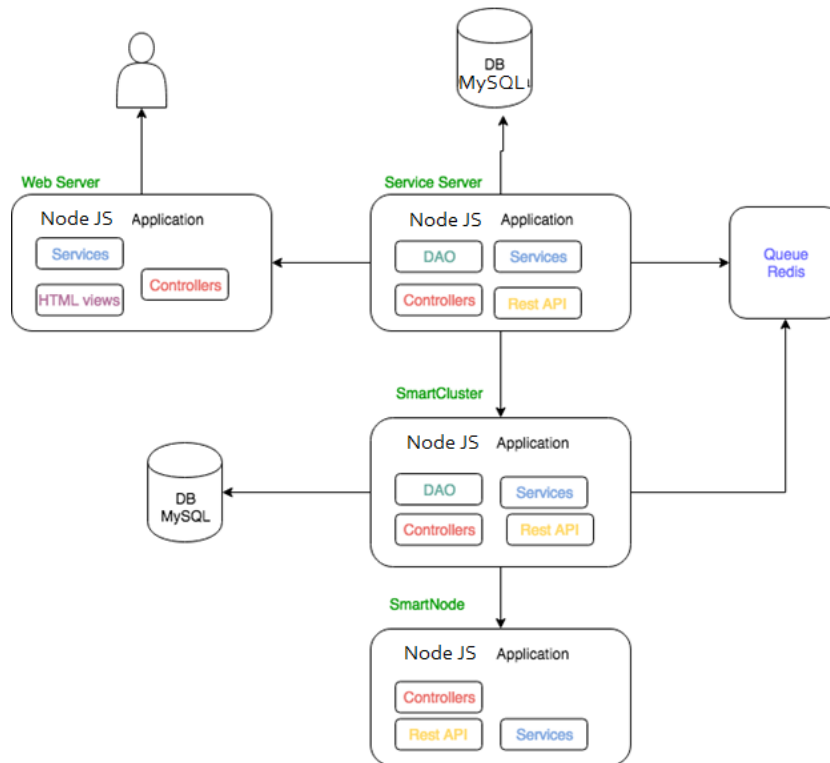 DB
MySQL
Web Server
Node JS Application
Services
Controllers
HTML views
Service Server
Node JS Application
DAO Services
Controllers Rest API
Queue
Redis
SmartCluster
Node JS Application
DAO Services
Controllers Rest API
DB
MySQL
SmartNode
Node JS Application
Controllers
Rest API Services